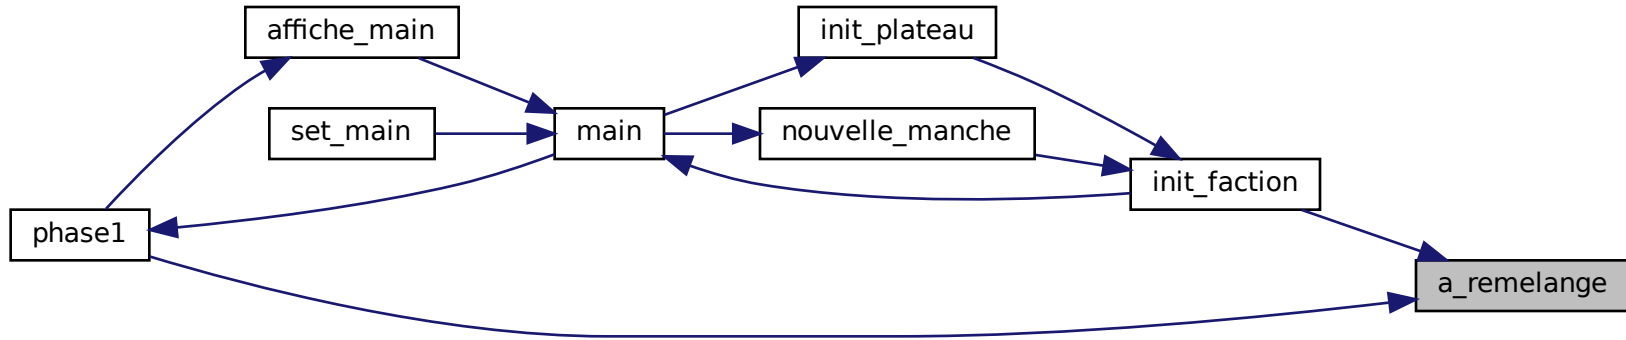 affiche_main
init_plateau
set_main
main
nouvelle_manche
init_faction
phase1
a_remelange